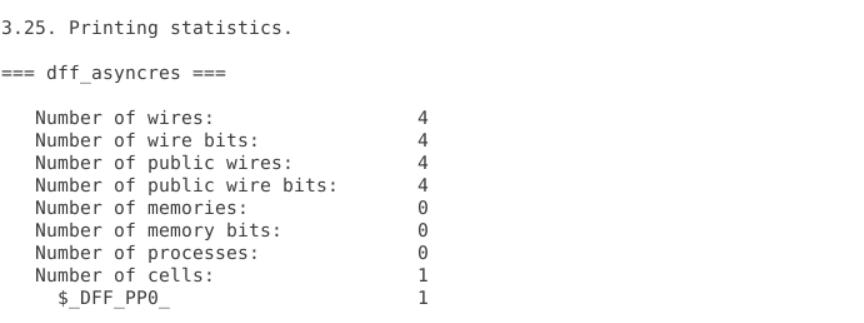 3.25. Printing statistics.
=== dff_asyncres ===
Number of wires: 4
Number of wire bits: 4
Number of public wires: 4
Number of public wire bits: 4
Number of memories: 0
Number of memory bits: 0
Number of processes: 0
Number of cells: 1
$_DFF_PP0_ 1